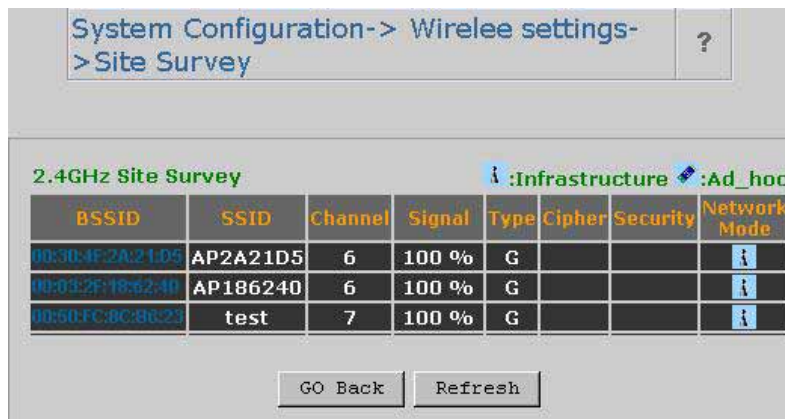 System Configuration-> Wirelee settings-
>Site Survey
?
2.4GHz Site Survey :Infrastructure :Ad_hoc
BSSID SSID Channel Signal Type Cipher Security Network Mode
00:30:4F:2A:21:D5 AP2A21D5 6 100 % G
00:03:2F:18:62:40 AP186240 6 100 % G
00:50:FC:8C:B6:23 test 7 100 % G
GO Back Refresh